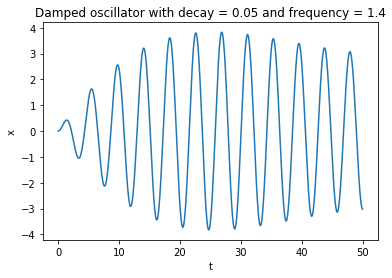 Damped oscillator with decay = 0.05 and frequency = 1.4
4
3
2
1
0
−1
−2
−3
−4
x
0 10 20 30 40 50
t